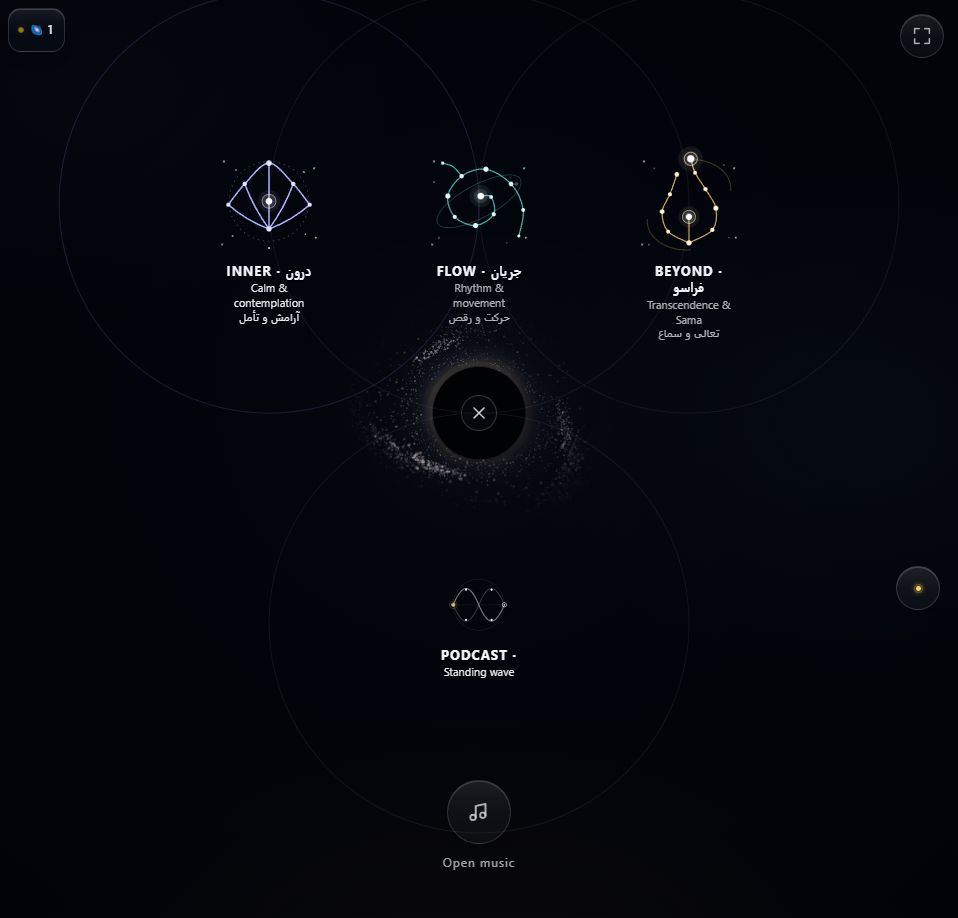 1
INNER · درون
Calm &
contemplation
آرامش و تأمل
FLOW · جریان
Rhythm &
movement
حرکت و رقص
BEYOND ·
فراسو
Transcendence &
Sama
تعالی و سماع
PODCAST ·
Standing wave
Open music